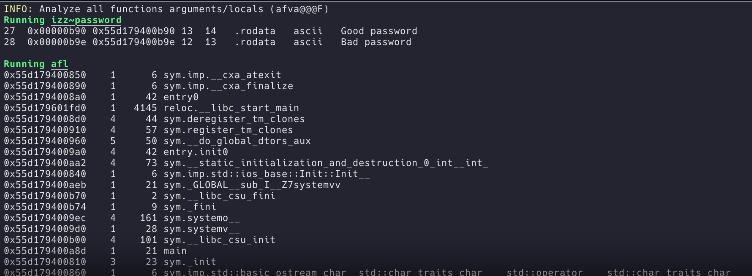 INFO: Analyze all functions arguments/locals (afva@@@F)
Running izz~password
27 0x00000b90 0x55d179400b90 13 14 .rodata ascii Good password
28 0x00000b9e 0x55d179400b9e 12 13 .rodata ascii Bad password
Running afl
0x55d179400850 1 6 sym.imp.__cxa_atexit
0x55d179400890 1 6 sym.imp.__cxa_finalize
0x55d1794008a0 1 42 entry0
0x55d179601fd0 1 4145 reloc.__libc_start_main
0x55d1794008d0 4 44 sym.deregister_tm_clones
0x55d179400910 4 57 sym.register_tm_clones
0x55d179400960 5 50 sym.__do_global_dtors_aux
0x55d1794009a0 4 42 entry.init0
0x55d179400aa2 4 73 sym.__static_initialization_and_destruction_0_int__int_
0x55d179400840 1 6 sym.imp.std::ios_base::Init::Init__
0x55d179400aeb 1 21 sym._GLOBAL__sub_I__Z7systemvv
0x55d179400b70 1 2 sym.__libc_csu_fini
0x55d179400b74 1 9 sym._fini
0x55d1794009ec 4 161 sym.systemo__
0x55d1794009d0 1 28 sym.systemv__
0x55d179400b00 4 101 sym.__libc_csu_init
0x55d179400a8d 1 21 main
0x55d179400810 3 23 sym._init
0x55d179400860 1 6 sym.imp.std::basic_ostream_char__std::char_traits_char____std::operator____std::char_traits_char